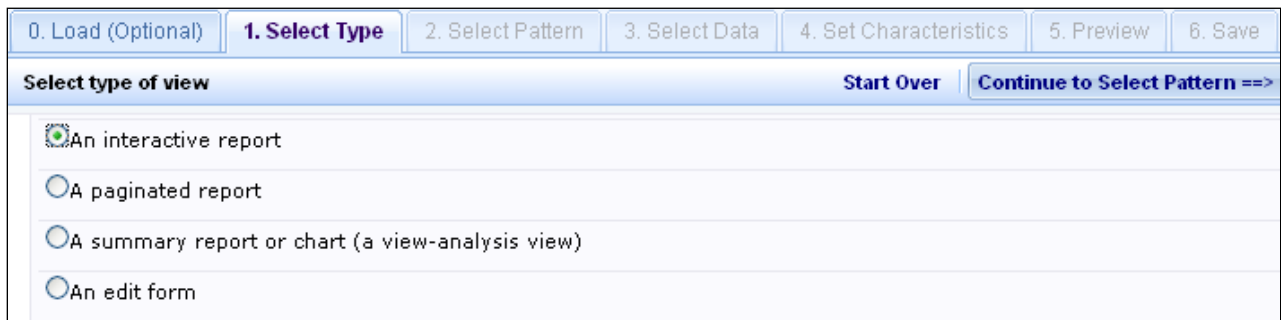 0. Load (Optional) 1. Select Type 2. Select Pattern 3. Select Data 4. Set Characteristics 5. Preview 6. Save
Select type of view Start Over Continue to Select Pattern ==>
An interactive report
A paginated report
A summary report or chart (a view-analysis view)
An edit form